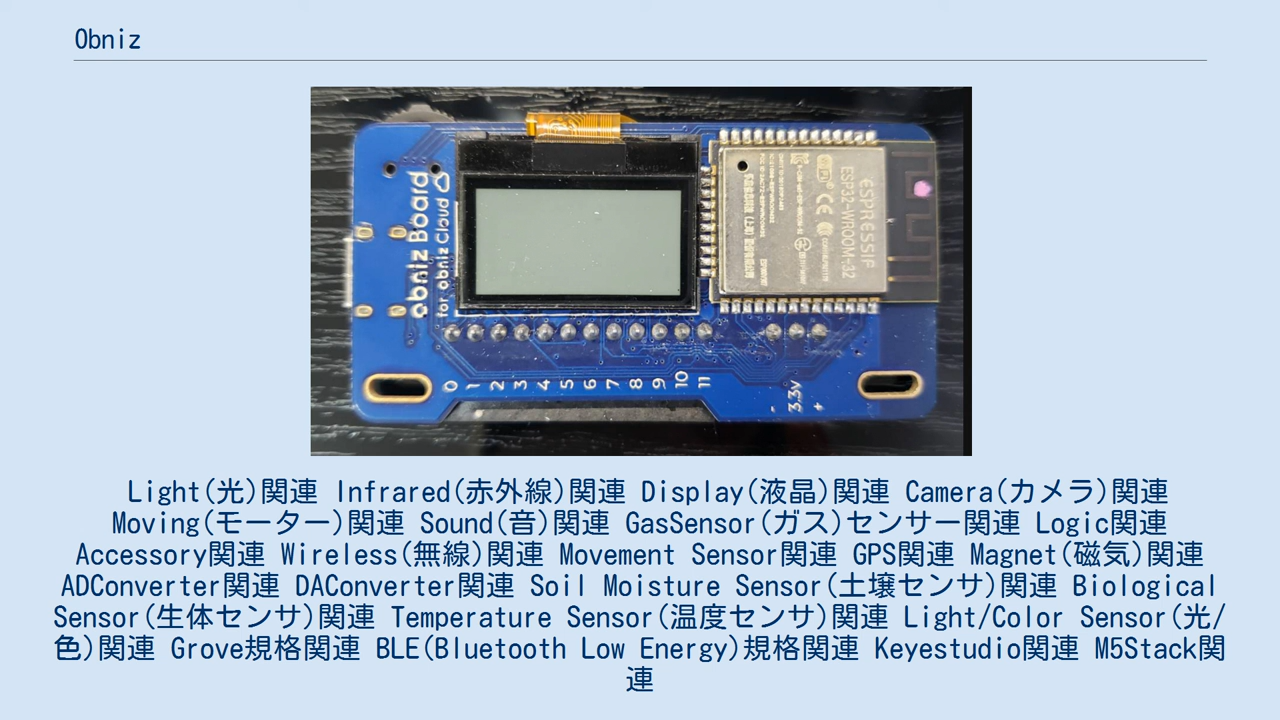 Obniz
obniz Board
for obniz Cloud
ESPRESSIF
ESP32-WROOM-32
Wi Fi
CE
0 1 2 3 4 5 6 7 8 9 10 11 - 3.3V +
Light(光)関連 Infrared(赤外線)関連 Display(液晶)関連 Camera(カメラ)関連
Moving(モーター)関連 Sound(音)関連 GasSensor(ガス)センサー関連 Logic関連
Accessory関連 Wireless(無線)関連 Movement Sensor関連 GPS関連 Magnet(磁気)関連
ADConverter関連 DAConverter関連 Soil Moisture Sensor(土壌センサ)関連 Biological
Sensor(生体センサ)関連 Temperature Sensor(温度センサ)関連 Light/Color Sensor(光/
色)関連 Grove規格関連 BLE(Bluetooth Low Energy)規格関連 Keyestudio関連 M5Stack関
連